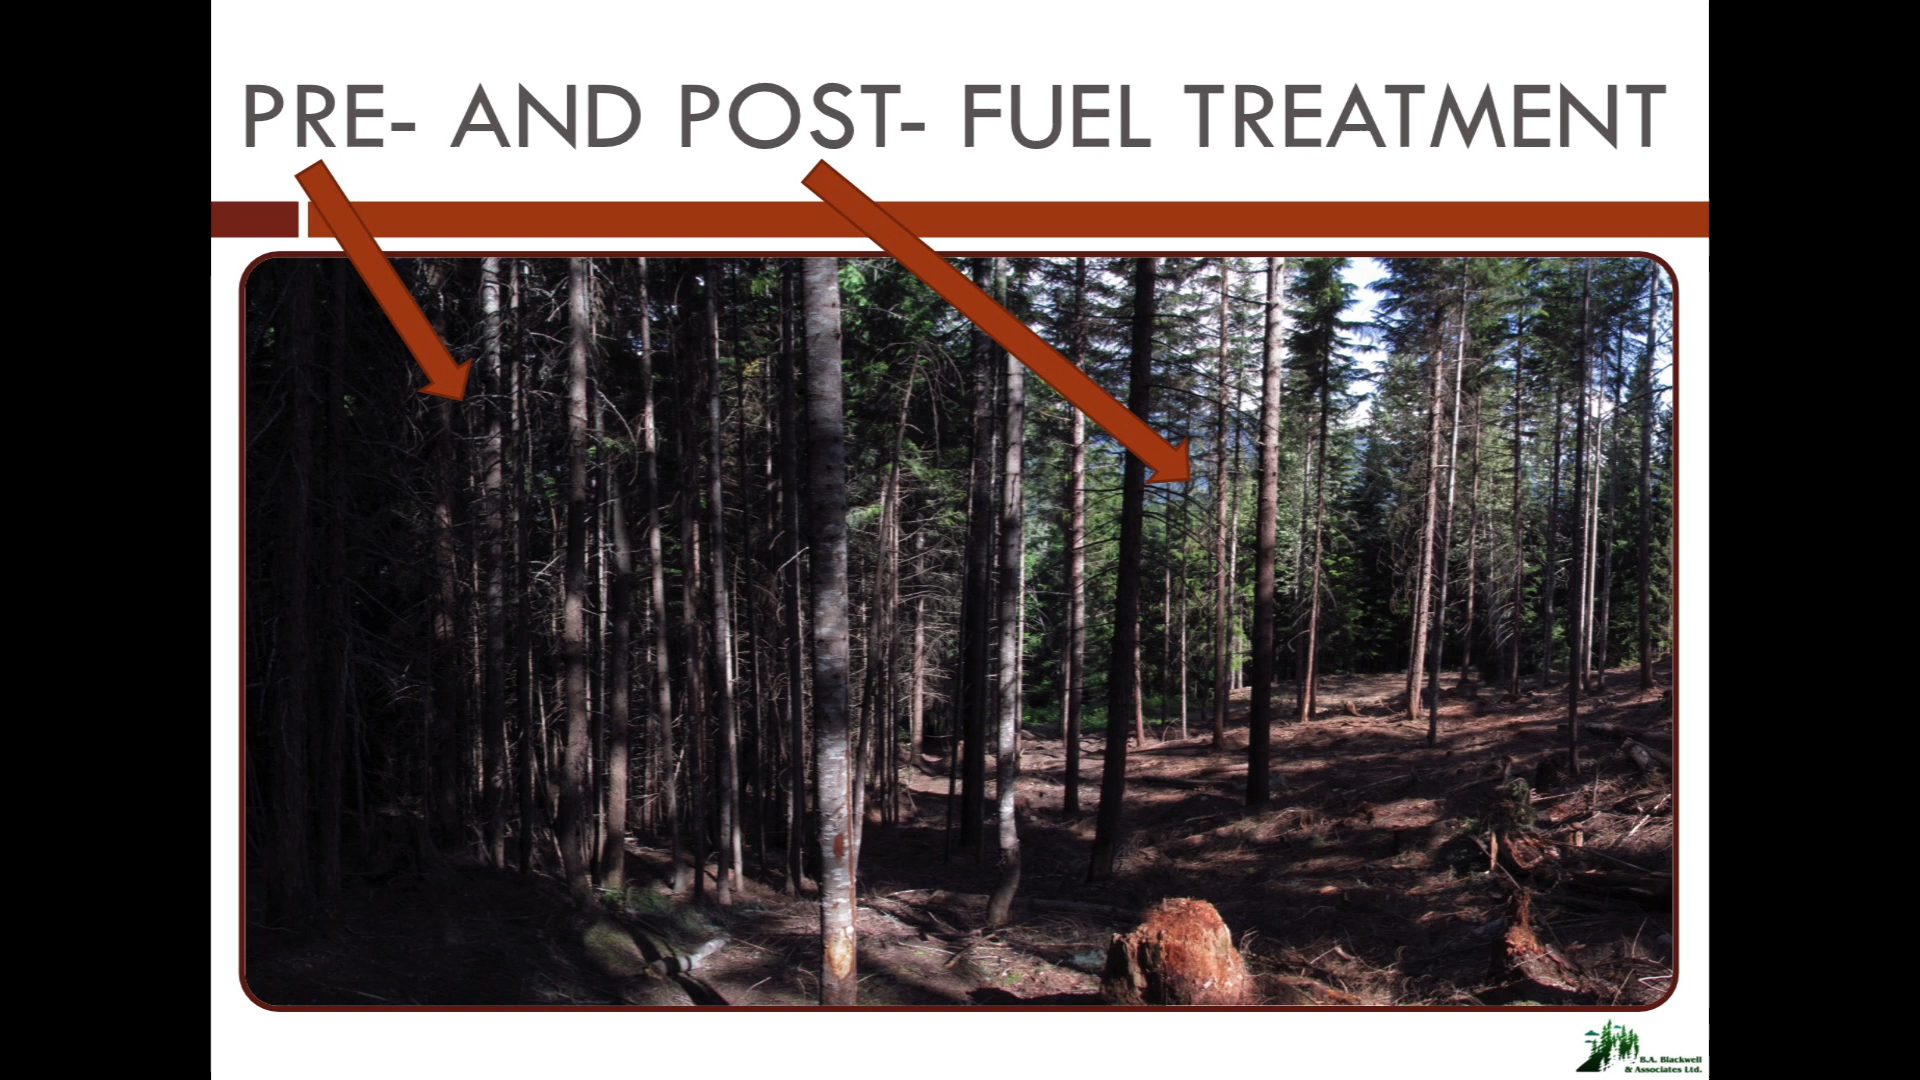 PRE- AND POST- FUEL TREATMENT
B.A. Blackwell
& Associates Ltd.